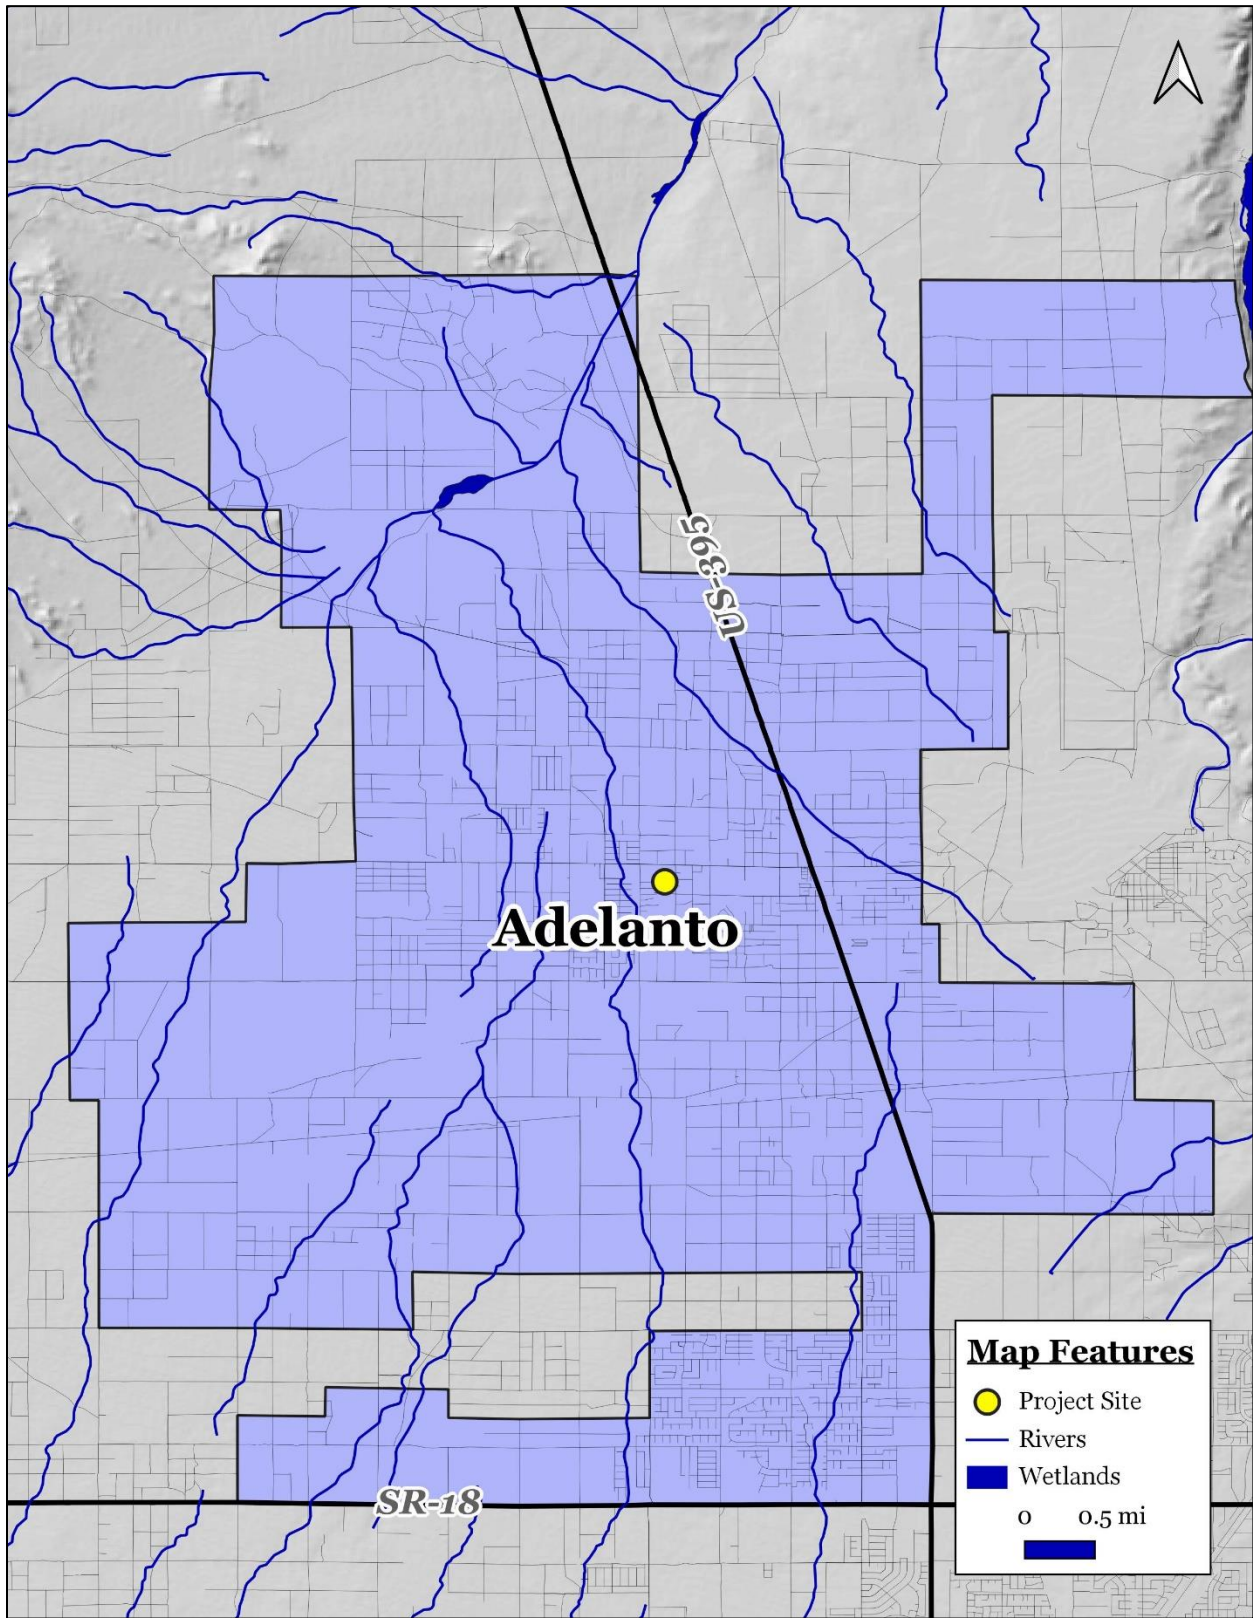 US-395
Adelanto
SR-18
Map Features
Project Site
Rivers
Wetlands
0 0.5 mi